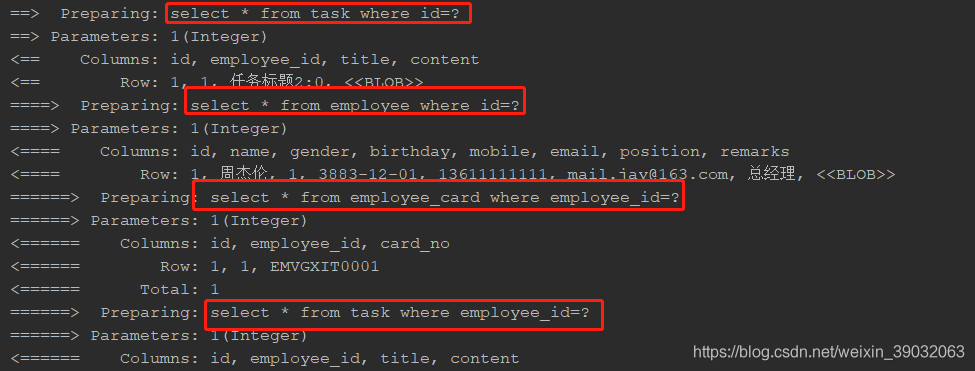 ==>  Preparing: select * from task where id=?
==> Parameters: 1(Integer)
<==    Columns: id, employee_id, title, content
<==        Row: 1, 1, 任务标题2:0, <<BLOB>>
====>  Preparing: select * from employee where id=?
====> Parameters: 1(Integer)
<====    Columns: id, name, gender, birthday, mobile, email, position, remarks
<====        Row: 1, 周杰伦, 1, 3883-12-01, 13611111111, mail.jay@163.com, 总经理, <<BLOB>>
======>  Preparing: select * from employee_card where employee_id=?
======> Parameters: 1(Integer)
<======    Columns: id, employee_id, card_no
<======        Row: 1, 1, EMVGXIT0001
<======      Total: 1
======>  Preparing: select * from task where employee_id=?
======> Parameters: 1(Integer)
<======    Columns: id, employee_id, title, content
https://blog.csdn.net/weixin_39032063